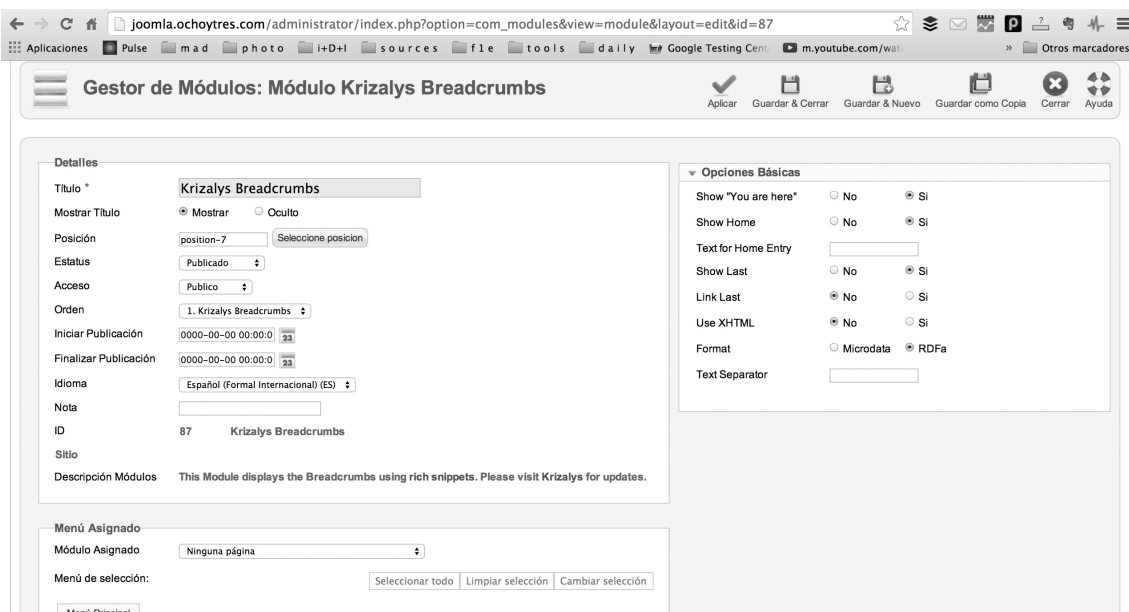 joomla.ochoytres.com/administrator/index.php?option=com_modules&view=module&layout=edit&id=87
Aplicaciones Pulse mad photo i+D+I sources f1e tools daily Google Testing Cent m.youtube.com/wat » Otros marcadores
Gestor de Módulos: Módulo Krizalys Breadcrumbs
Aplicar Guardar & Cerrar Guardar & Nuevo Guardar como Copia Cerrar Ayuda
Detalles
Título * Krizalys Breadcrumbs
Mostrar Título Mostrar Oculto
Posición position-7 Seleccione posicion
Estatus Publicado
Acceso Publico
Orden 1. Krizalys Breadcrumbs
Iniciar Publicación 0000-00-00 00:00:0 23
Finalizar Publicación 0000-00-00 00:00:0 23
Idioma Español (Formal Internacional) (ES)
Nota
ID 87 Krizalys Breadcrumbs
Sitio
Descripción Módulos This Module displays the Breadcrumbs using rich snippets. Please visit Krizalys for updates.
Opciones Básicas
Show "You are here" No Si
Show Home No Si
Text for Home Entry
Show Last No Si
Link Last No Si
Use XHTML No Si
Format Microdata RDFa
Text Separator
Menú Asignado
Módulo Asignado Ninguna página
Menú de selección: Seleccionar todo Limpiar selección Cambiar selección
Menú Principal